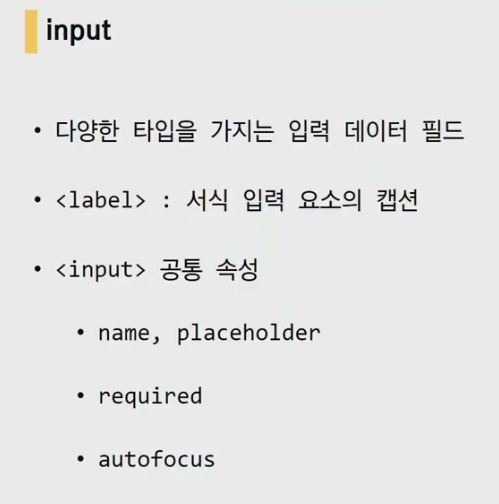 input
• 다양한 타입을 가지는 입력 데이터 필드
• <label> : 서식 입력 요소의 캡션
• <input> 공통 속성
• name, placeholder
• required
• autofocus